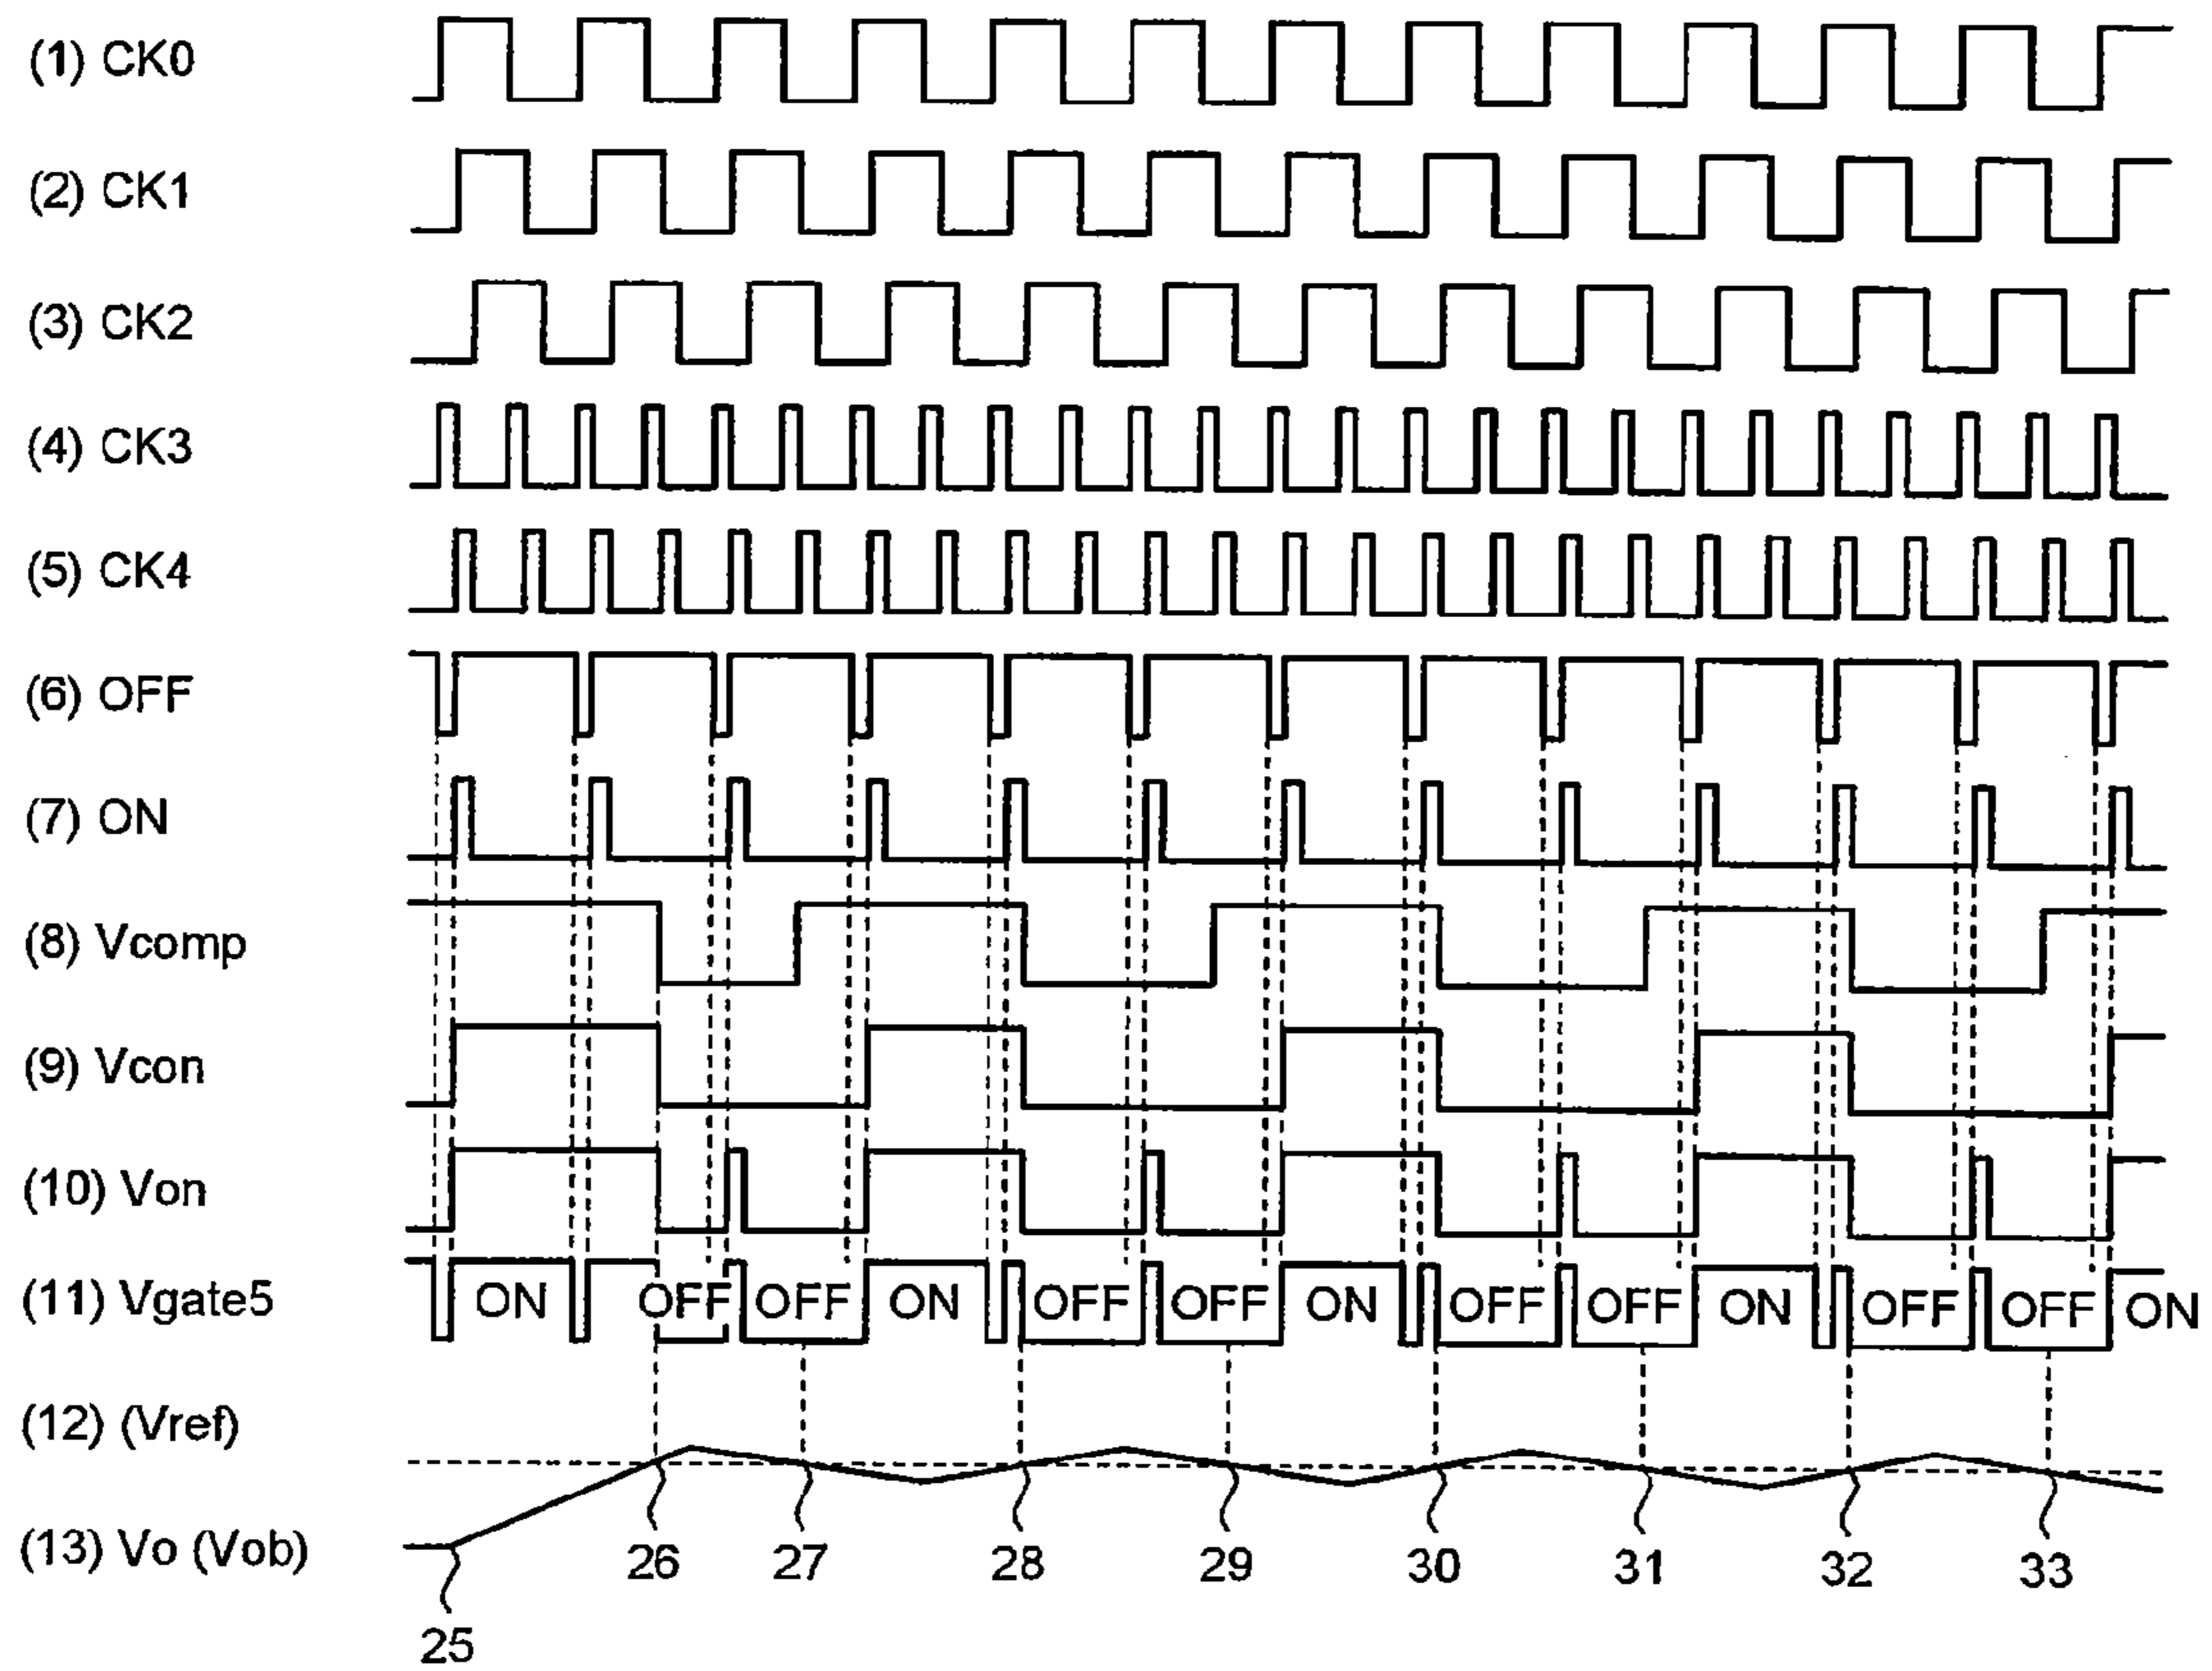 (1) CK0
(2) CK1
(3) CK2
(4) CK3
(5) CK4
(6) OFF
(7) ON
(8) Vcomp
(9) Vcon
(10) Von
(11) Vgate5 ON OFF OFF ON OFF OFF ON OFF OFF ON OFF OFF ON
(12) (Vref)
(13) Vo (Vob) 26 27 28 29 30 31 32 33
25